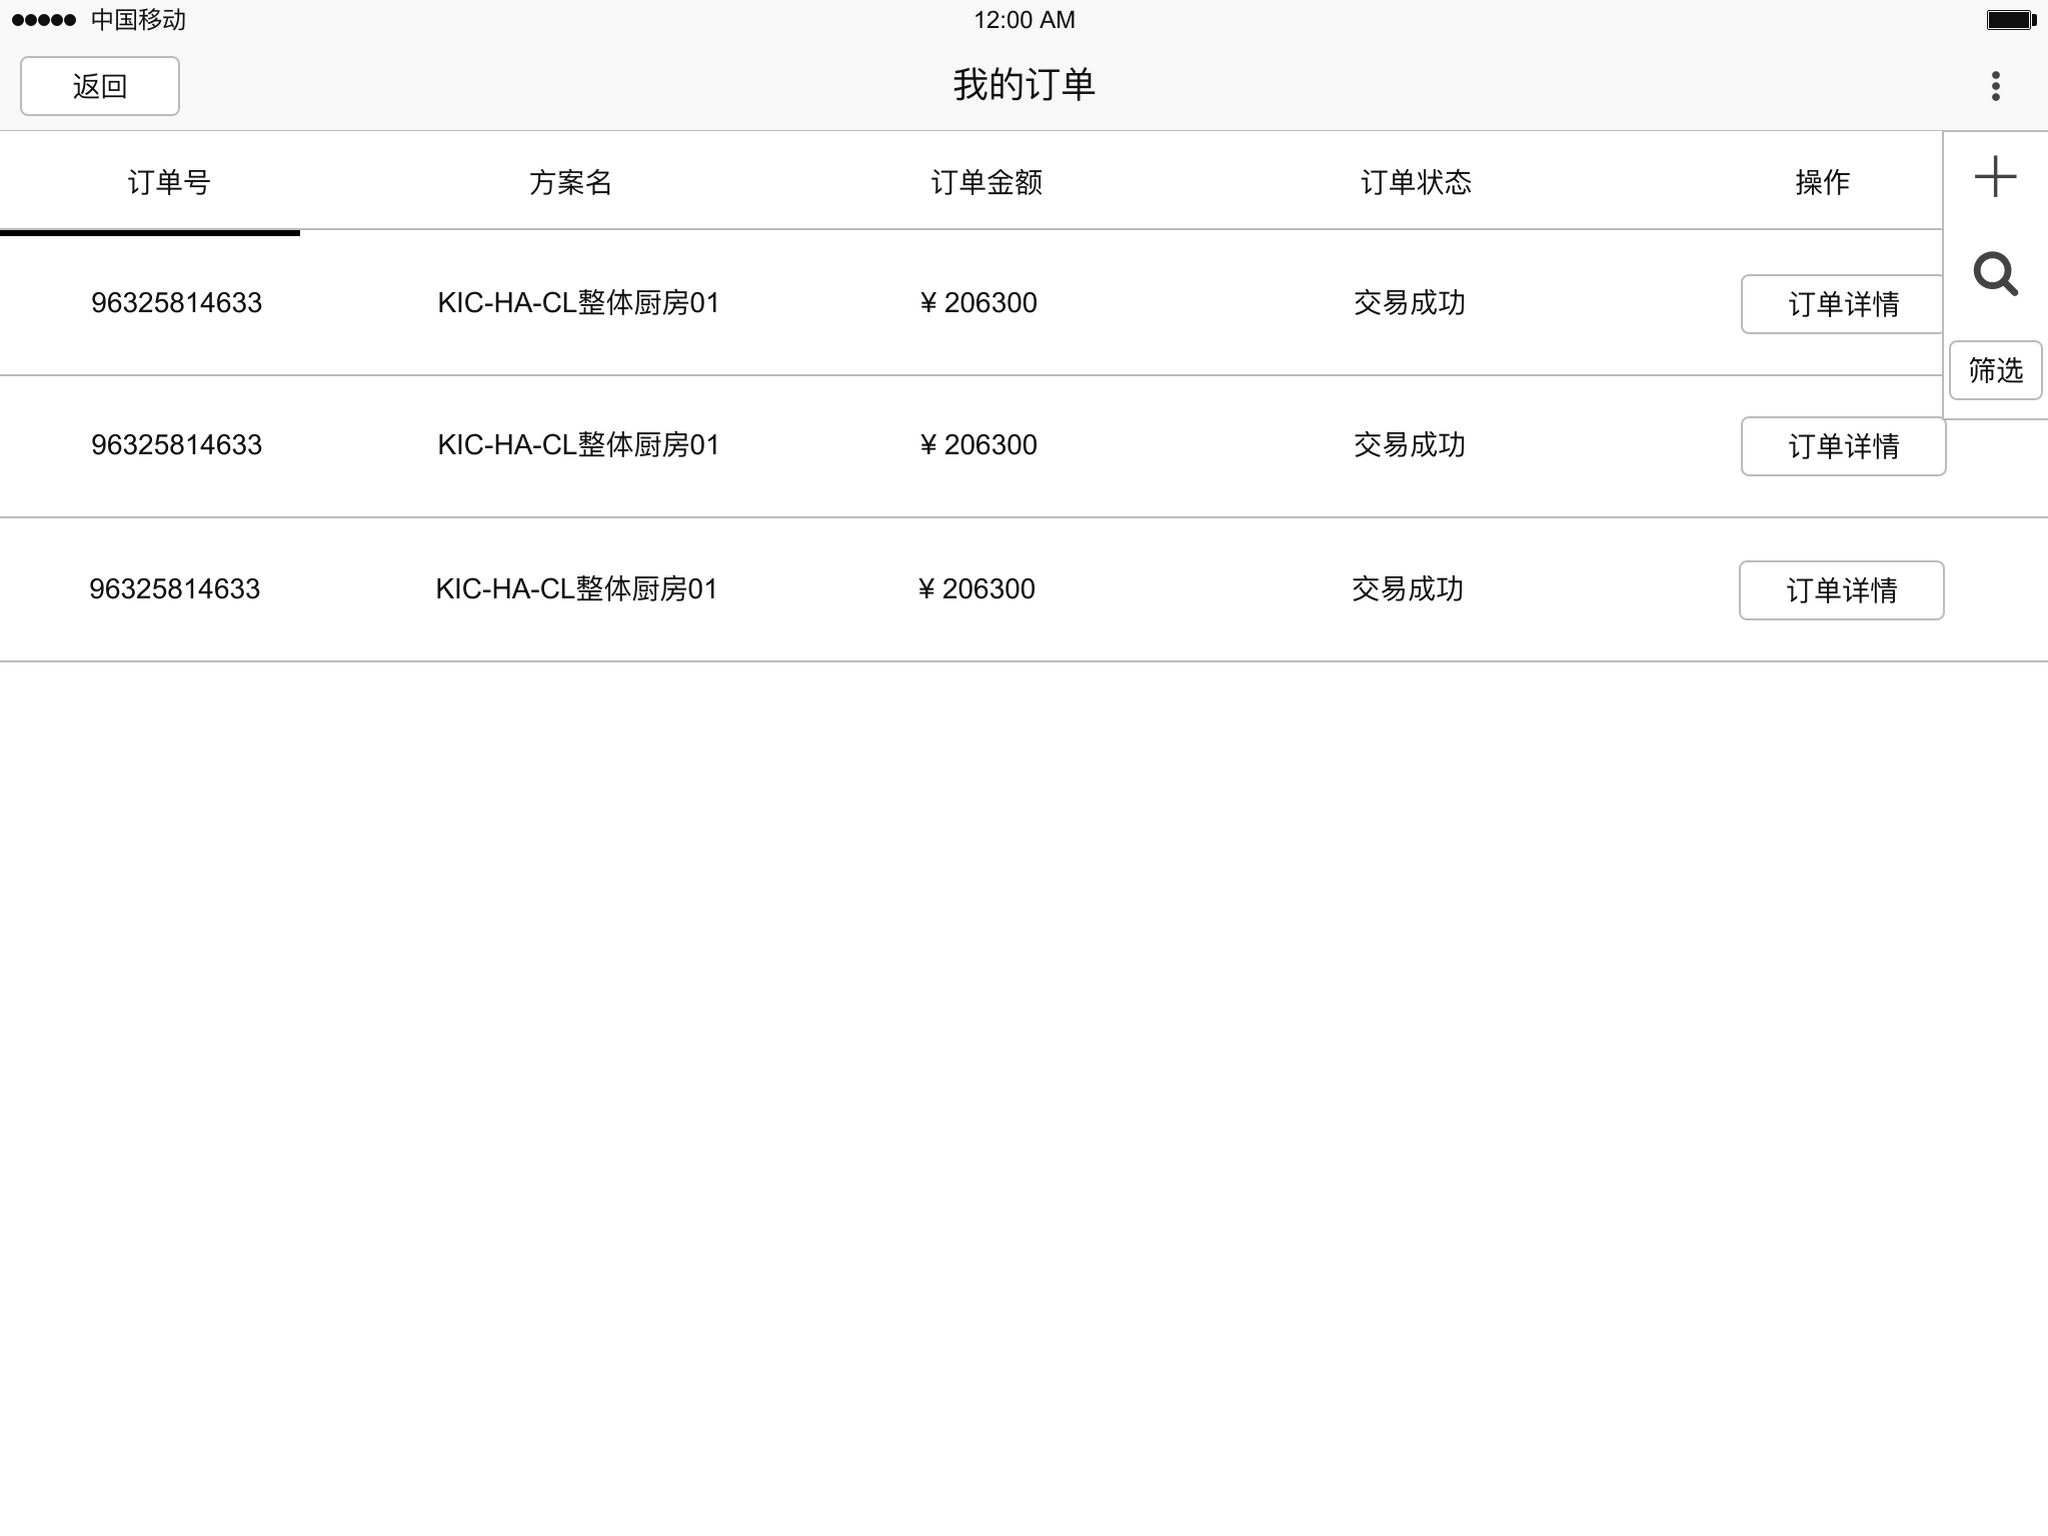 中国移动 12:00 AM
返回 我的订单
订单号 方案名 订单金额 订单状态 操作
96325814633 KIC-HA-CL整体厨房01 ¥ 206300 交易成功 订单详情
筛选
96325814633 KIC-HA-CL整体厨房01 ¥ 206300 交易成功 订单详情
96325814633 KIC-HA-CL整体厨房01 ¥ 206300 交易成功 订单详情